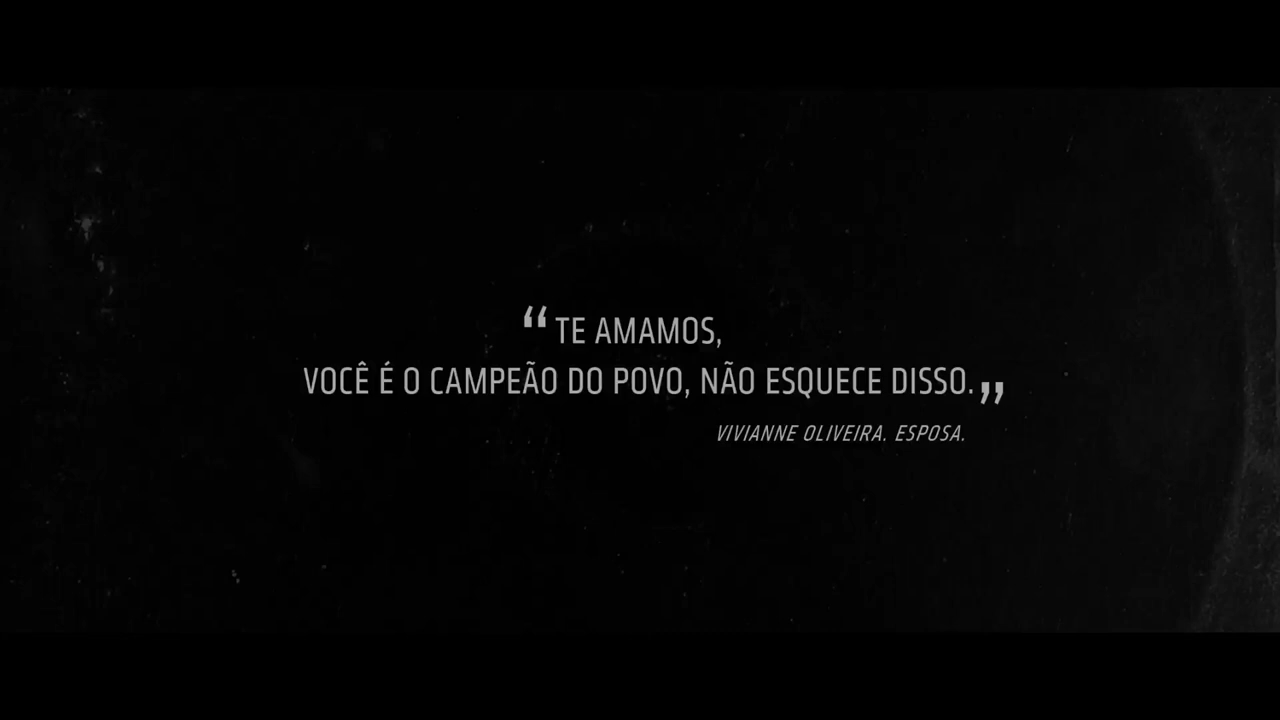 “TE AMAMOS,
VOCÊ É O CAMPEÃO DO POVO, NÃO ESQUECE DISSO.”
VIVIANNE OLIVEIRA. ESPOSA.